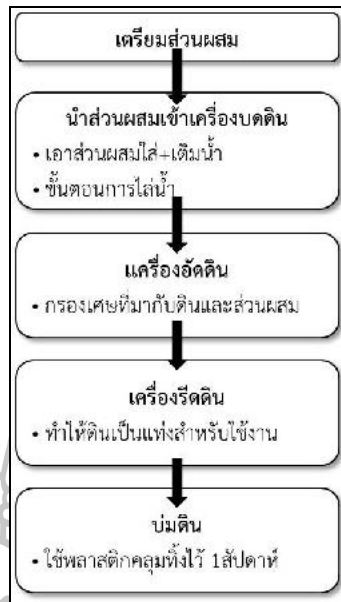 เตรียมส่วนผสม
นำส่วนผสมเข้าเครื่องบดดิน
• เอาส่วนผสมใส่+เติมน้ำ
• ขั้นตอนการไล่น้ำ
เครื่องอัดดิน
• กรองเศษที่มากับดินและส่วนผสม
เครื่องรีดดิน
• ทำให้ดินเป็นแท่งสำหรับใช้งาน
บ่มดิน
• ใช้พลาสติกคลุมทิ้งไว้ 1สัปดาห์